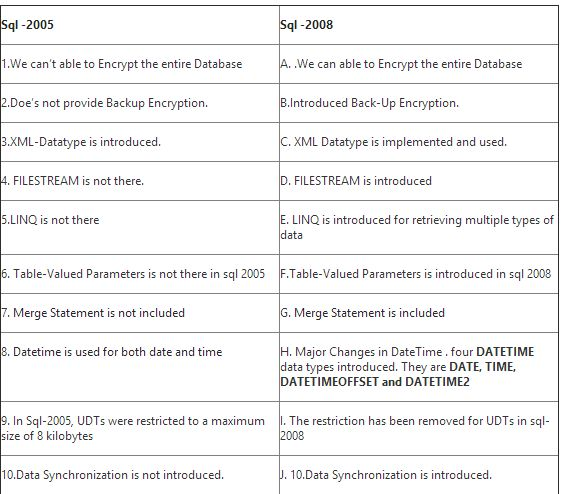 Sql -2005
Sql -2008
1.We can't able to Encrypt the entire Database
A. .We can able to Encrypt the entire Database
2.Doe's not provide Backup Encryption.
B.Introduced Back-Up Encryption.
3.XML-Datatype is introduced.
C. XML Datatype is implemented and used.
4. FILESTREAM is not there.
D. FILESTREAM is introduced
5.LINQ is not there
E. LINQ is introduced for retrieving multiple types of
data
6. Table-Valued Parameters is not there in sql 2005
F.Table-Valued Parameters is introduced in sql 2008
7. Merge Statement is not included
G. Merge Statement is included
8. Datetime is used for both date and time
H. Major Changes in DateTime . four DATETIME
data types introduced. They are DATE, TIME,
DATETIMEOFFSET and DATETIME2
9. In Sql-2005, UDTs were restricted to a maximum
size of 8 kilobytes
I. The restriction has been removed for UDTs in sql-
2008
10.Data Synchronization is not introduced.
J. 10.Data Synchronization is introduced.